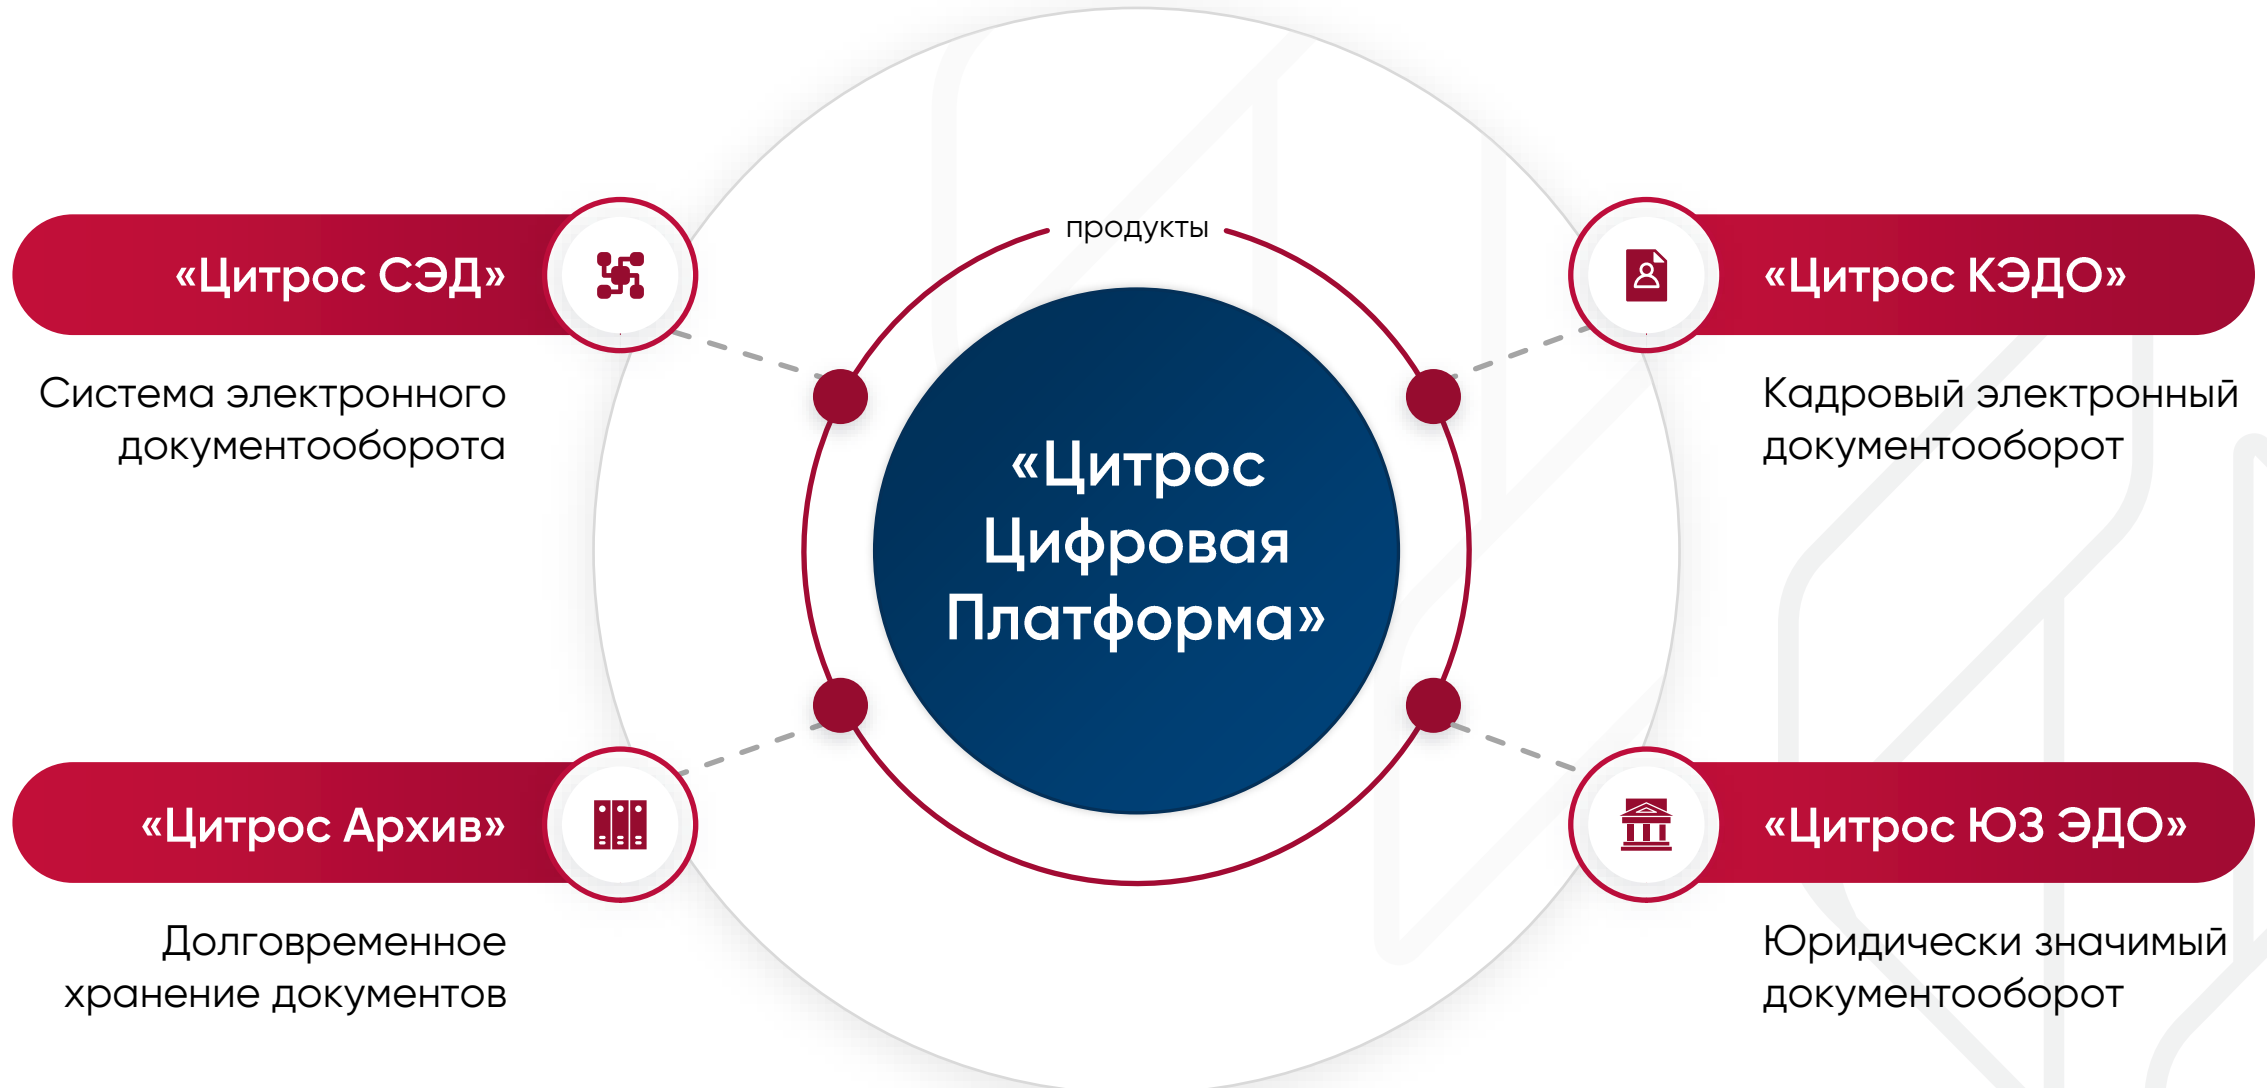 продукты
«Цитрос СЭД»
Система электронного
документооборота
«Цитрос КЭДО»
Кадровый электронный
документооборот
«Цитрос
Цифровая
Платформа»
«Цитрос Архив»
Долговременное
хранение документов
«Цитрос ЮЗ ЭДО»
Юридически значимый
документооборот